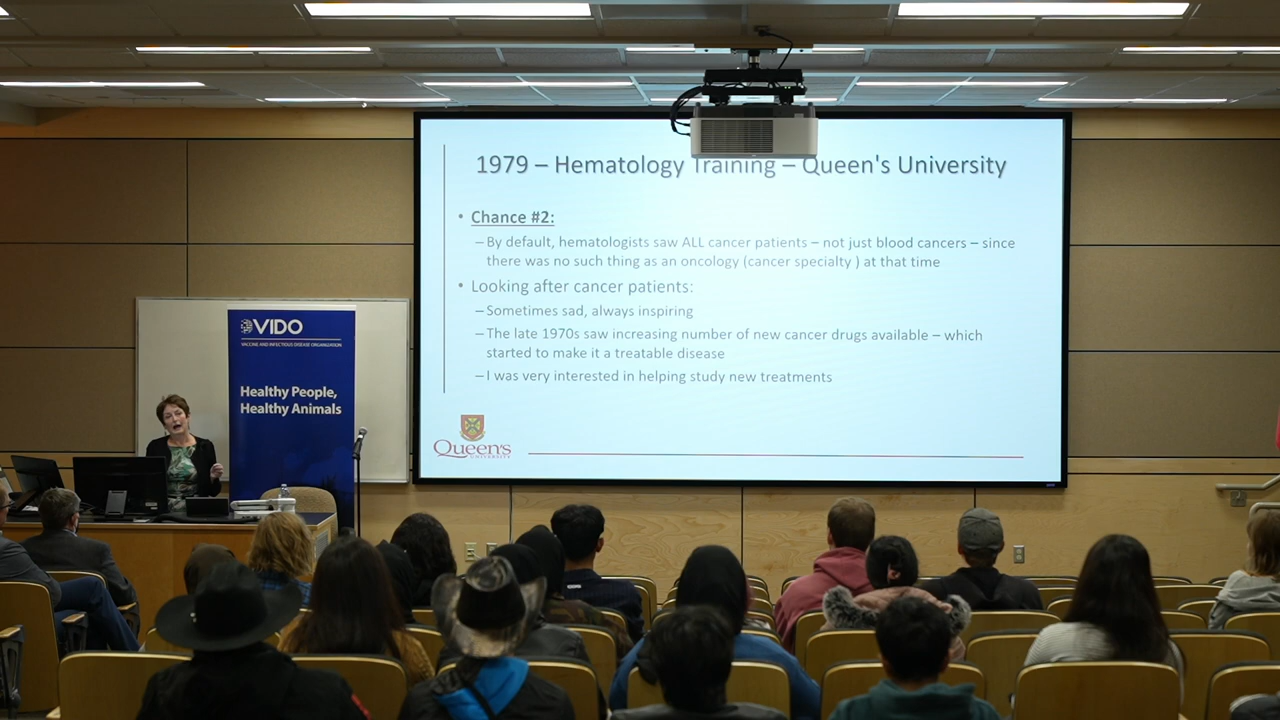 1979 – Hematology Training – Queen's University
• Chance #2:
– By default, hematologists saw ALL cancer patients – not just blood cancers – since
there was no such thing as an oncology (cancer specialty ) at that time
• Looking after cancer patients:
– Sometimes sad, always inspiring
– The late 1970s saw increasing number of new cancer drugs available – which
started to make it a treatable disease
– I was very interested in helping study new treatments
Queen's
UNIVERSITY
VIDO
VACCINE AND INFECTIOUS DISEASE ORGANIZATION
Healthy People,
Healthy Animals